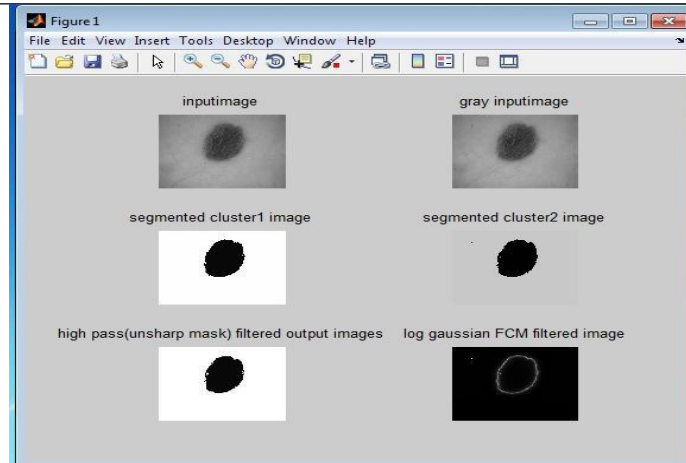 Figure 1
File Edit View Insert Tools Desktop Window Help
inputimage
gray inputimage
segmented cluster1 image
segmented cluster2 image
high pass(unsharp mask) filtered output images
log gaussian FCM filtered image